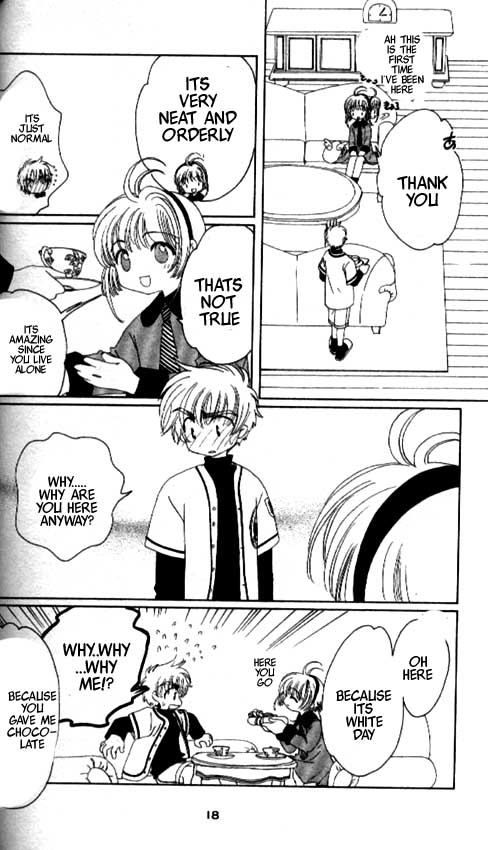 AH THIS
IS THE
FIRST
TIME
I'VE BEEN
HERE
THANK
YOU
ITS
VERY
NEAT AND
ORDERLY
ITS
JUST
NORMAL
THATS
NOT
TRUE
ITS
AMAZING
SINCE
YOU LIVE
ALONE
WHY.....
WHY ARE
YOU HERE
ANYWAY?
OH
HERE
BECAUSE
ITS
WHITE
DAY
HERE
YOU
GO
WHY..WHY
...WHY
ME!?
BECAUSE
YOU
GAVE ME
CHOCO-
LATE
18